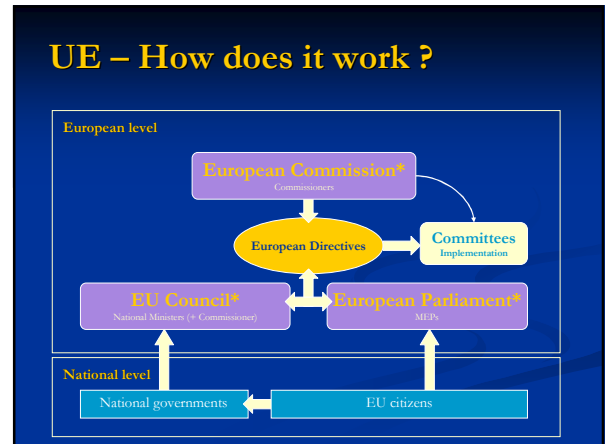 UE – How does it work ?
European level
European Commission*
Commissioners
European Directives
Committees
Implementation
EU Council*
National Ministers (+ Commissioner)
European Parliament*
MEPs
National level
National governments
EU citizens